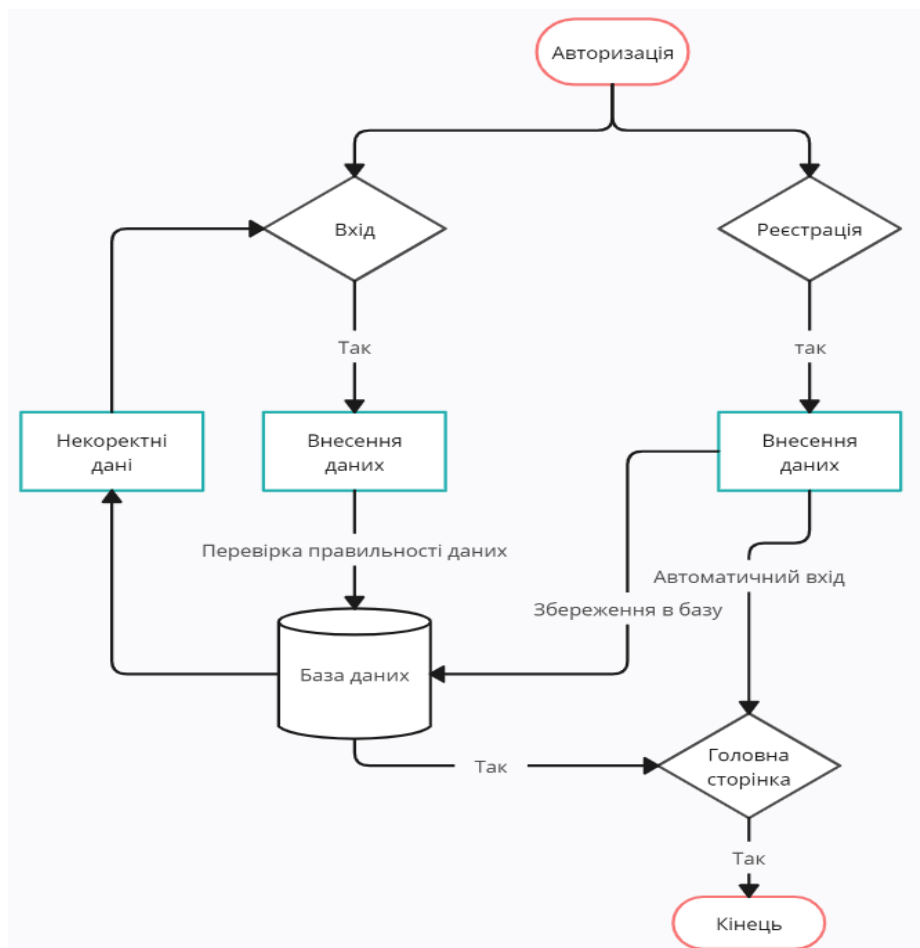 Авторизація
Вхід
Реєстрація
Так
так
Некоректні
дані
Внесення
даних
Внесення
даних
Перевірка правильності даних
Автоматичний вхід
Збереження в базу
База даних
Так
Головна
сторінка
Так
Кінець